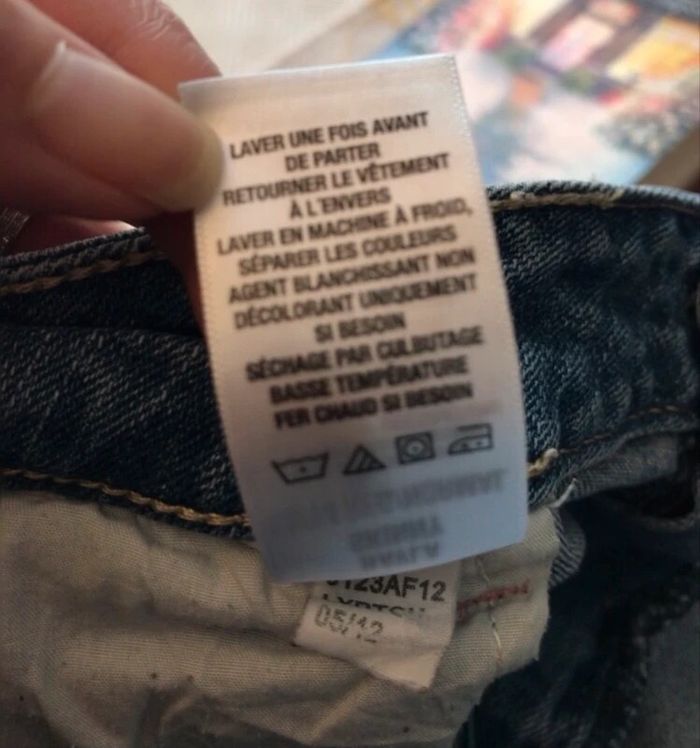 LAVER UNE FOIS AVANT
DE PARTER
RETOURNER LE VÊTEMENT
À L'ENVERS
LAVER EN MACHINE À FROID,
SÉPARER LES COULEURS
AGENT BLANCHISSANT NON
DÉCOLORANT UNIQUEMENT
SI BESOIN
SÉCHAGE PAR CULBUTAGE
BASSE TEMPÉRATURE
FER CHAUD SI BESOIN
0123AF12
05/12